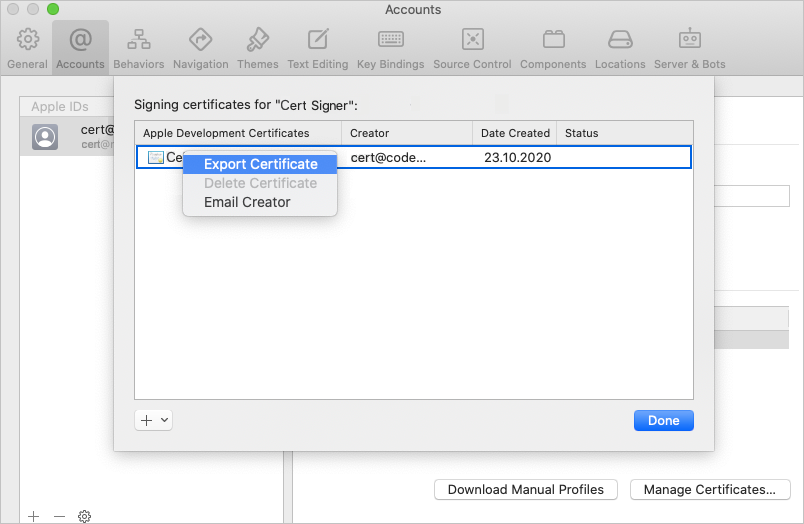 Accounts
General Accounts Behaviors Navigation Themes Text Editing Key Bindings Source Control Components Locations Server & Bots
Apple IDs
cert@
cert@
Signing certificates for "Cert Signer":
Apple Development Certificates Creator Date Created Status
Ce cert@code... 23.10.2020
Export Certificate
Delete Certificate
Email Creator
Done
Download Manual Profiles Manage Certificates...